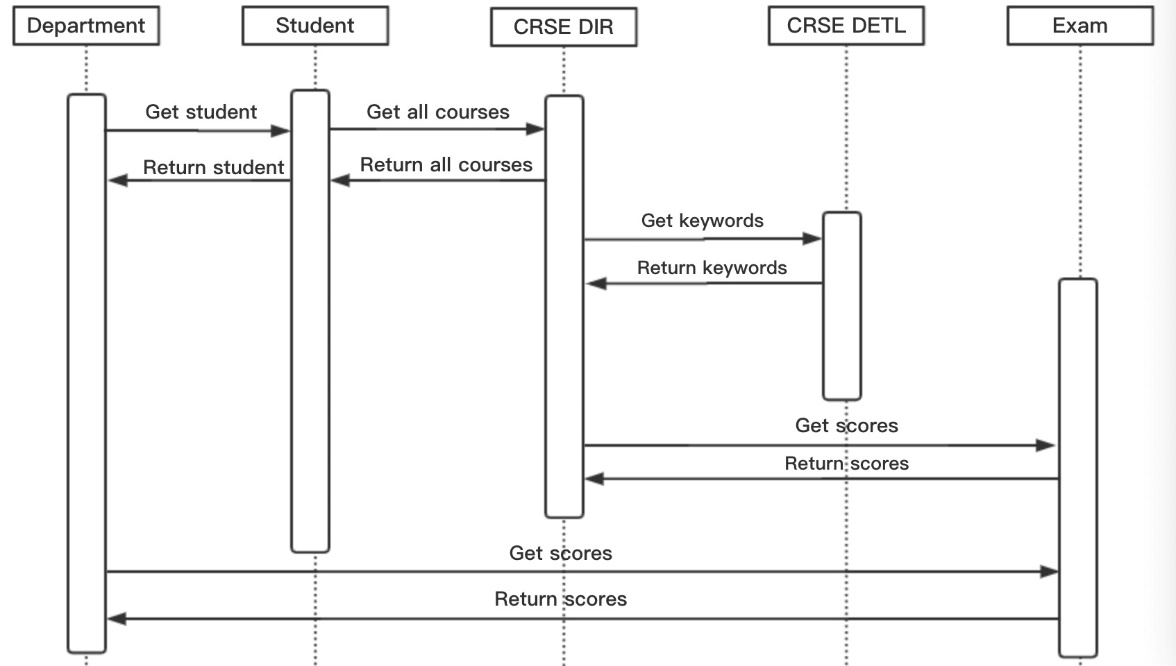 Department
Student
CRSE DIR
CRSE DETL
Exam
Get student
Get all courses
Return student
Return all courses
Get keywords
Return keywords
Get scores
Return scores
Get scores
Return scores